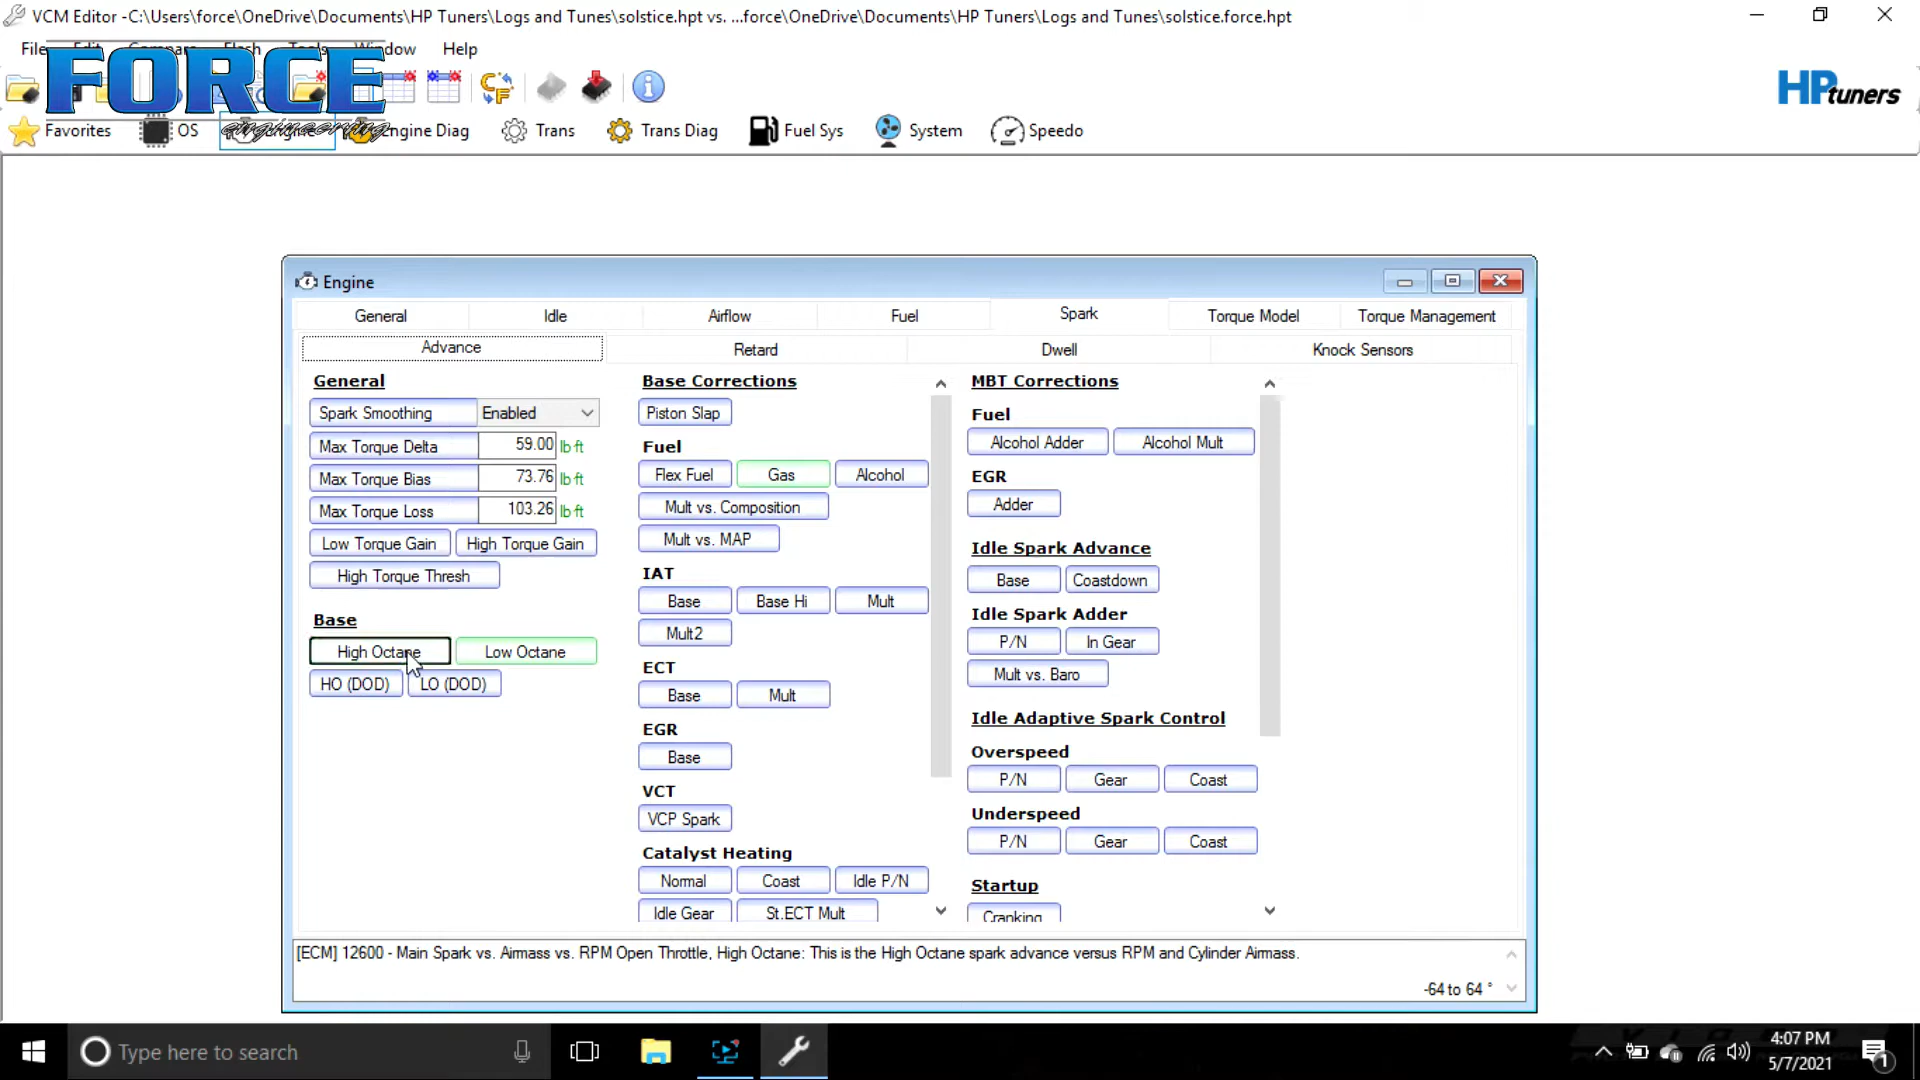 VCM Editor -C:\Users\force\OneDrive\Documents\HP Tuners\Logs and Tunes\solstice.hpt vs. ...force\OneDrive\Documents\HP Tuners\Logs and Tunes\solstice.force.hpt
File Edit Compare Flash Tools Window Help
FORCE
engineering
HPtuners
Favorites OS Engine Engine Diag Trans Trans Diag Fuel Sys System Speedo
Engine
General Idle Airflow Fuel Spark Torque Model Torque Management
Advance Retard Dwell Knock Sensors
General
Spark Smoothing Enabled
Max Torque Delta 59.00 lb·ft
Max Torque Bias 73.76 lb·ft
Max Torque Loss 103.26 lb·ft
Low Torque Gain High Torque Gain
High Torque Thresh
Base
High Octane Low Octane
HO (DOD) LO (DOD)
Base Corrections
Piston Slap
Fuel
Flex Fuel Gas Alcohol
Mult vs. Composition
Mult vs. MAP
IAT
Base Base Hi Mult
Mult2
ECT
Base Mult
EGR
Base
VCT
VCP Spark
Catalyst Heating
Normal Coast Idle P/N
Idle Gear St.ECT Mult
MBT Corrections
Fuel
Alcohol Adder Alcohol Mult
EGR
Adder
Idle Spark Advance
Base Coastdown
Idle Spark Adder
P/N In Gear
Mult vs. Baro
Idle Adaptive Spark Control
Overspeed
P/N Gear Coast
Underspeed
P/N Gear Coast
Startup
Cranking
[ECM] 12600 - Main Spark vs. Airmass vs. RPM Open Throttle, High Octane: This is the High Octane spark advance versus RPM and Cylinder Airmass.
-64 to 64 °
Type here to search
4:07 PM
5/7/2021
1